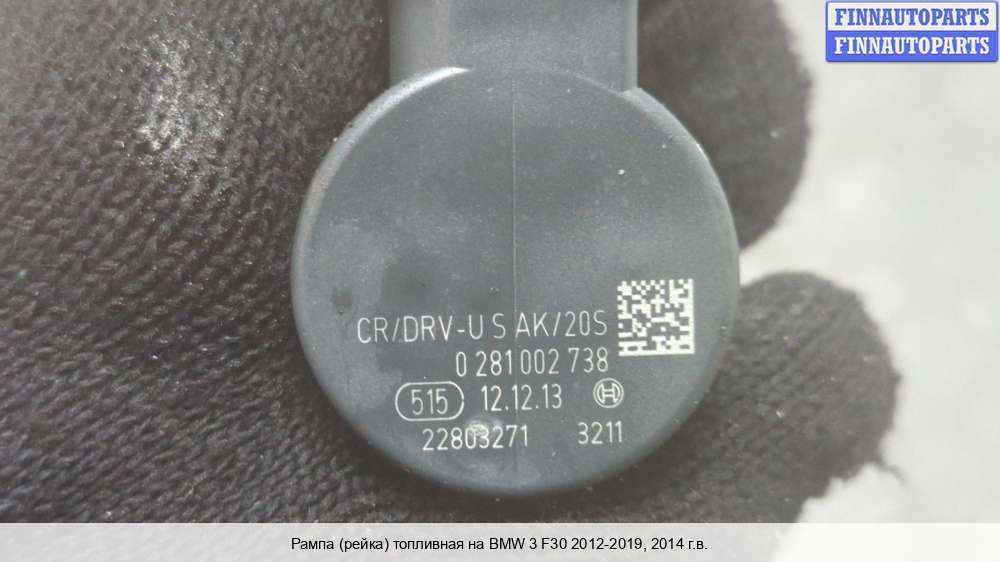 FINNAUTOPARTS
FINNAUTOPARTS
CR/DRV-U S AK/20S
0 281 002 738
515 12.12.13
22803271 3211
Рампа (рейка) топливная на BMW 3 F30 2012-2019, 2014 г.в.